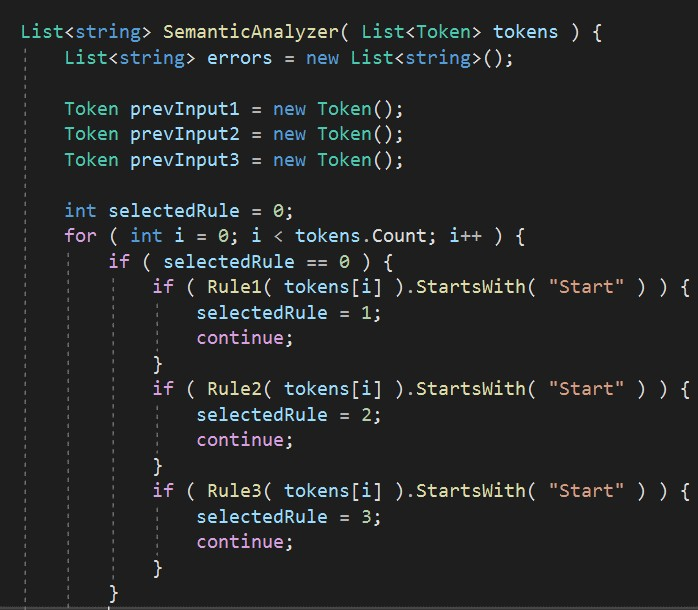 List<string> SemanticAnalyzer( List<Token> tokens ) {
    List<string> errors = new List<string>();

    Token prevInput1 = new Token();
    Token prevInput2 = new Token();
    Token prevInput3 = new Token();

    int selectedRule = 0;
    for ( int i = 0; i < tokens.Count; i++ ) {
        if ( selectedRule == 0 ) {
            if ( Rule1( tokens[i] ).StartsWith( "Start" ) ) {
                selectedRule = 1;
                continue;
            }
            if ( Rule2( tokens[i] ).StartsWith( "Start" ) ) {
                selectedRule = 2;
                continue;
            }
            if ( Rule3( tokens[i] ).StartsWith( "Start" ) ) {
                selectedRule = 3;
                continue;
            }
        }